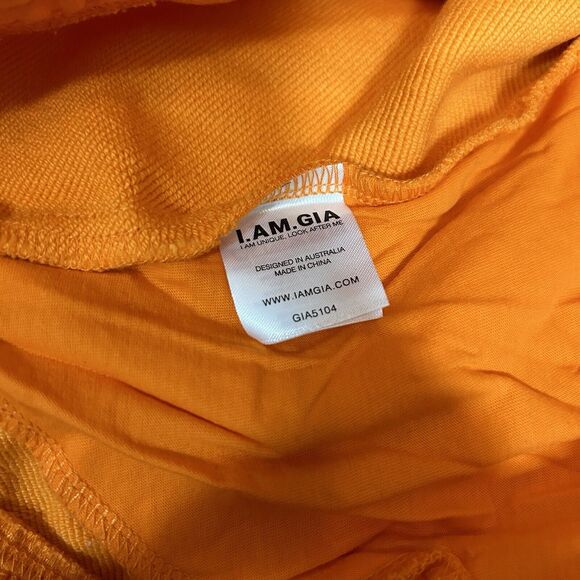 I.AM.GIA
I AM UNIQUE, LOOK AFTER ME
DESIGNED IN AUSTRALIA
MADE IN CHINA
WWW.IAMGIA.COM
GIA5104